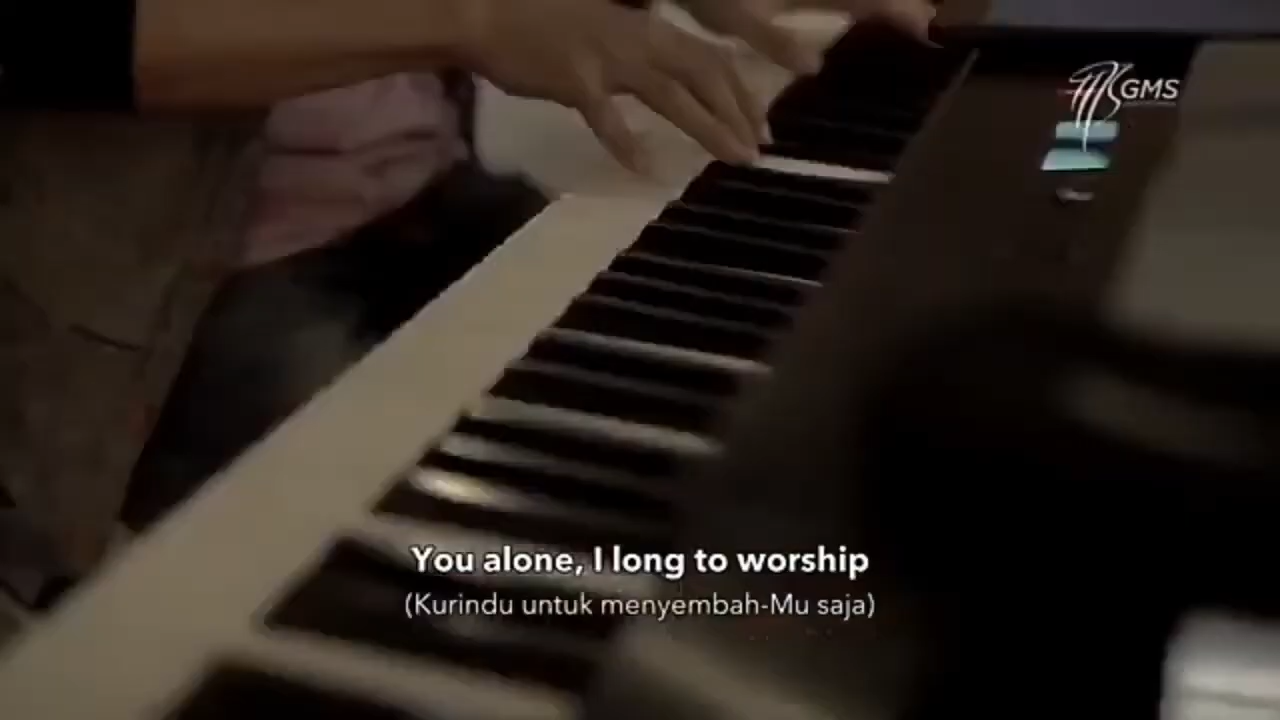 GMS
You alone, I long to worship
(Kurindu untuk menyembah-Mu saja)